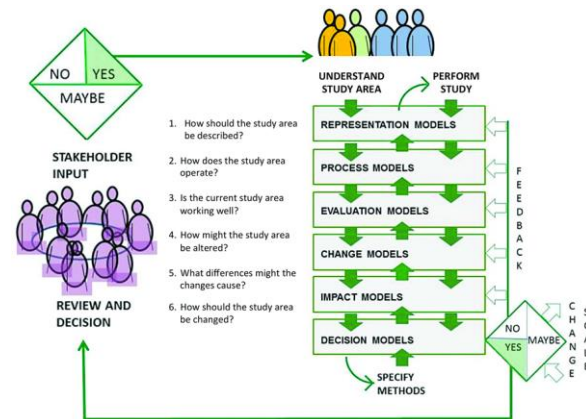 NO
YES
MAYBE
STAKEHOLDER
INPUT
REVIEW AND
DECISION
1. How should the study area
be described?
2. How does the study area
operate?
3. Is the current study area
working well?
4. How might the study area
be altered?
5. What differences might the
changes cause?
6. How should the study area
be changed?
UNDERSTAND
STUDY AREA
PERFORM
STUDY
REPRESENTATION MODELS
PROCESS MODELS
EVALUATION MODELS
CHANGE MODELS
IMPACT MODELS
DECISION MODELS
SPECIFY
METHODS
FEEDBACK
NO
YES
MAYBE
CHANGE